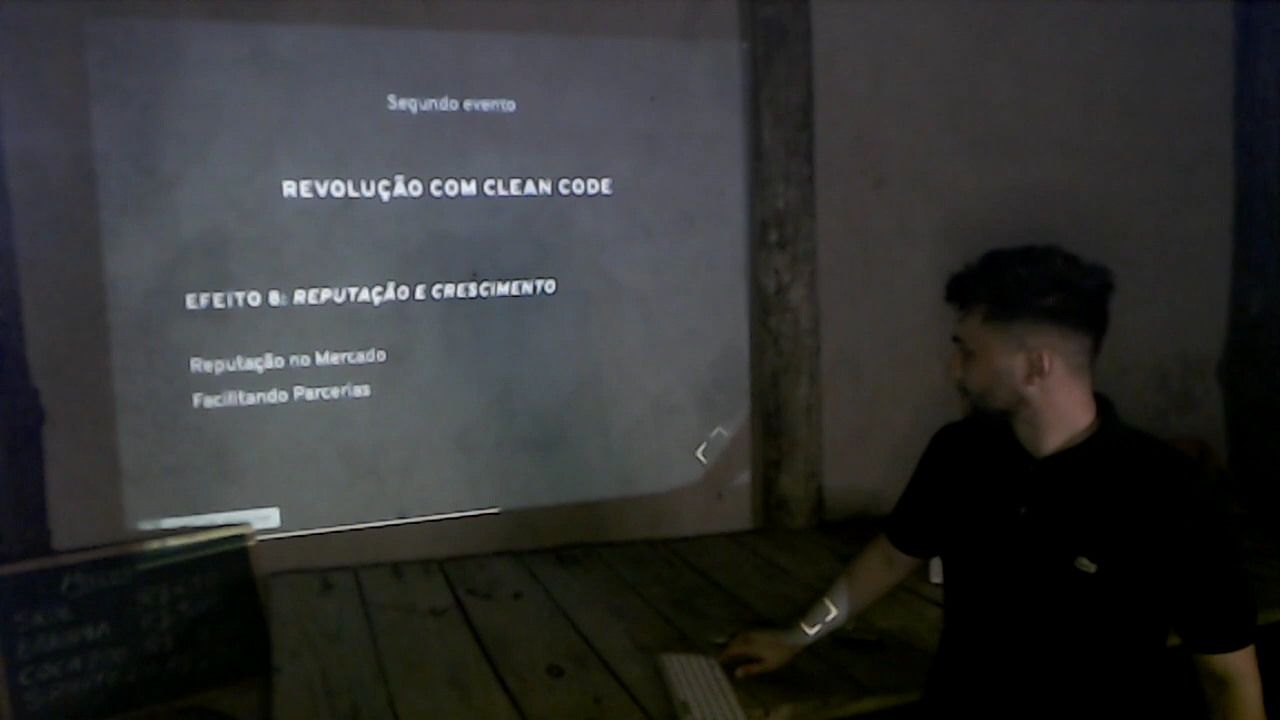 Segundo evento
REVOLUÇÃO COM CLEAN CODE
EFEITO 8: REPUTAÇÃO E CRESCIMENTO
Reputação no Mercado
Facilitando Parcerias